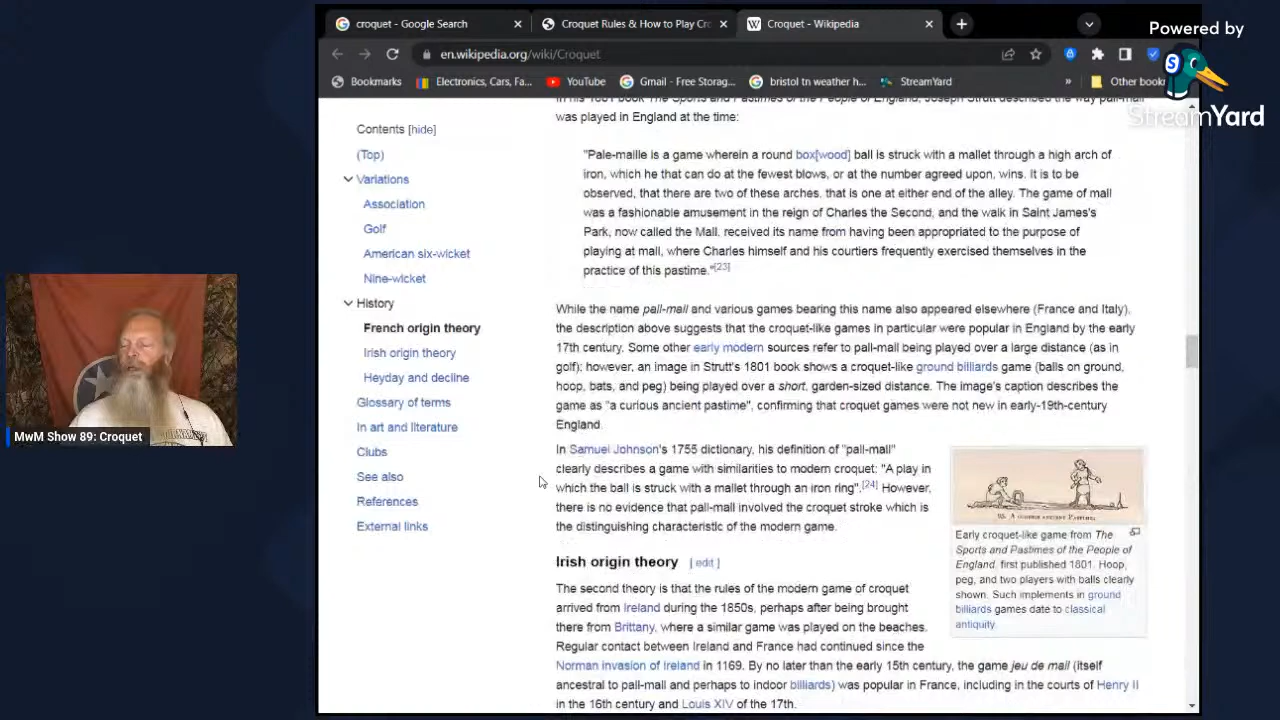 croquet - Google Search
Croquet Rules & How to Play Cr
Croquet - Wikipedia
Powered by
StreamYard
en.wikipedia.org/wiki/Croquet
Bookmarks
Electronics, Cars, Fa...
YouTube
Gmail - Free Storag...
bristol tn weather h...
StreamYard
»
Other book
Contents [hide]
(Top)
Variations
Association
Golf
American six-wicket
Nine-wicket
History
French origin theory
Irish origin theory
Heyday and decline
Glossary of terms
In art and literature
Clubs
See also
References
External links
In his 1801 book The Sports and Pastimes of the People of England, Joseph Strutt described the way pall-mall
was played in England at the time:
"Pale-maille is a game wherein a round box[wood] ball is struck with a mallet through a high arch of
iron, which he that can do at the fewest blows, or at the number agreed upon, wins. It is to be
observed, that there are two of these arches, that is one at either end of the alley. The game of mall
was a fashionable amusement in the reign of Charles the Second, and the walk in Saint James's
Park, now called the Mall, received its name from having been appropriated to the purpose of
playing at mall, where Charles himself and his courtiers frequently exercised themselves in the
practice of this pastime."[23]
While the name pall-mall and various games bearing this name also appeared elsewhere (France and Italy),
the description above suggests that the croquet-like games in particular were popular in England by the early
17th century. Some other early modern sources refer to pall-mall being played over a large distance (as in
golf); however, an image in Strutt's 1801 book shows a croquet-like ground billiards game (balls on ground,
hoop, bats, and peg) being played over a short, garden-sized distance. The image's caption describes the
game as "a curious ancient pastime", confirming that croquet games were not new in early-19th-century
England.
In Samuel Johnson's 1755 dictionary, his definition of "pall-mall"
clearly describes a game with similarities to modern croquet: "A play in
which the ball is struck with a mallet through an iron ring".[24] However,
there is no evidence that pall-mall involved the croquet stroke which is
the distinguishing characteristic of the modern game.
Early croquet-like game from The
Sports and Pastimes of the People of
England, first published 1801. Hoop,
peg, and two players with balls clearly
shown. Such implements in ground
billiards games date to classical
antiquity.
Irish origin theory [ edit ]
The second theory is that the rules of the modern game of croquet
arrived from Ireland during the 1850s, perhaps after being brought
there from Brittany, where a similar game was played on the beaches.
Regular contact between Ireland and France had continued since the
Norman invasion of Ireland in 1169. By no later than the early 15th century, the game jeu de mail (itself
ancestral to pall-mall and perhaps to indoor billiards) was popular in France, including in the courts of Henry II
in the 16th century and Louis XIV of the 17th.
MwM Show 89: Croquet